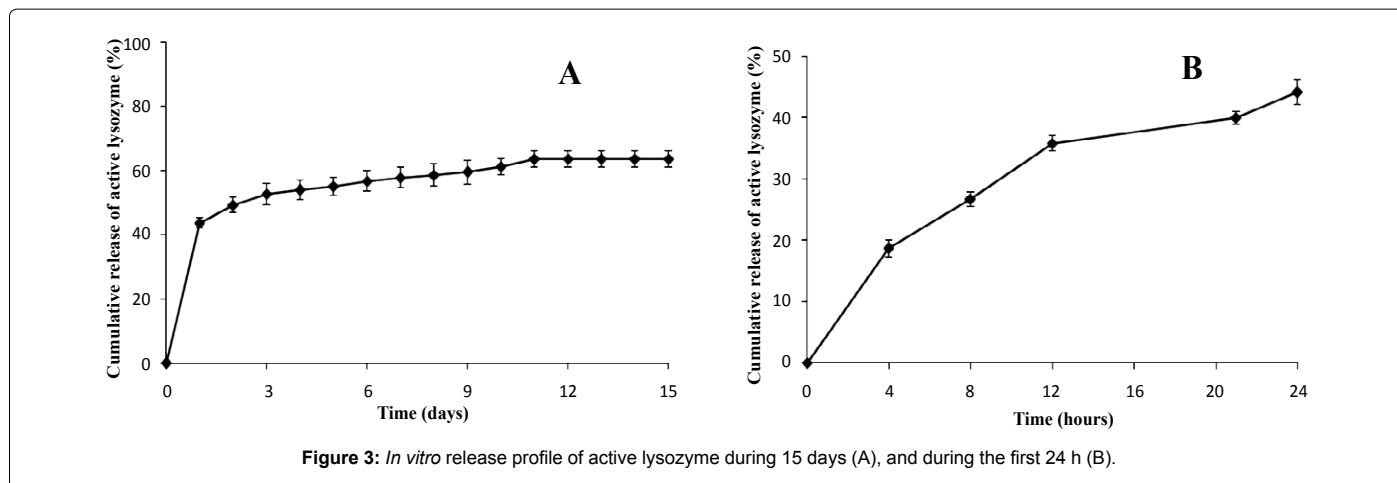 A
Cumulative release of active lysozyme (%)
100
80
60
40
20
0
0 3 6 9 12 15
Time (days)
B
Cumulative release of active lysozyme (%)
50
40
30
20
10
0
0 4 8 12 16 20 24
Time (hours)
Figure 3: In vitro release profile of active lysozyme during 15 days (A), and during the first 24 h (B).